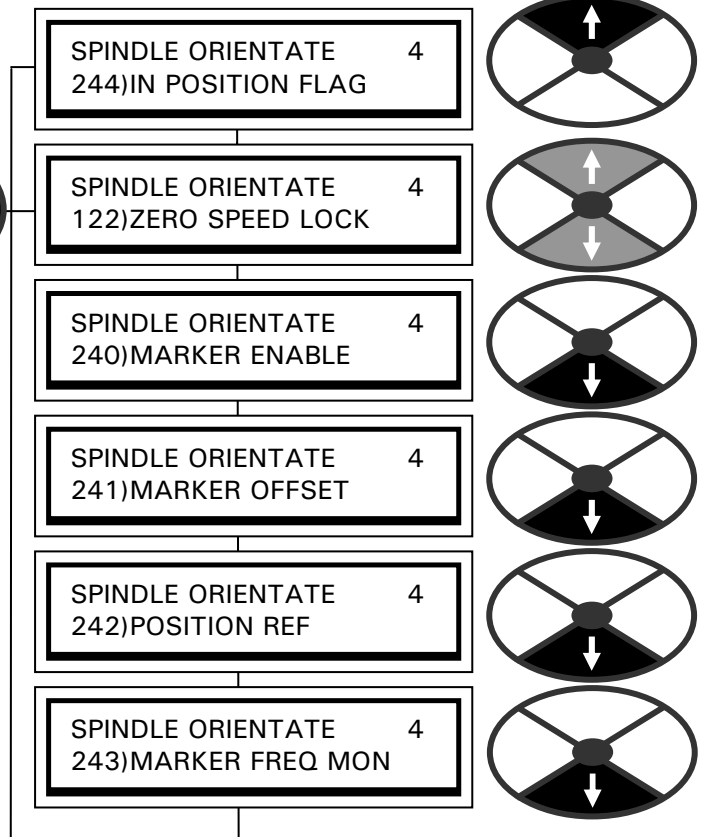 SPINDLE ORIENTATE 4
244)IN POSITION FLAG
SPINDLE ORIENTATE 4
122)ZERO SPEED LOCK
SPINDLE ORIENTATE 4
240)MARKER ENABLE
SPINDLE ORIENTATE 4
241)MARKER OFFSET
SPINDLE ORIENTATE 4
242)POSITION REF
SPINDLE ORIENTATE 4
243)MARKER FREQ MON